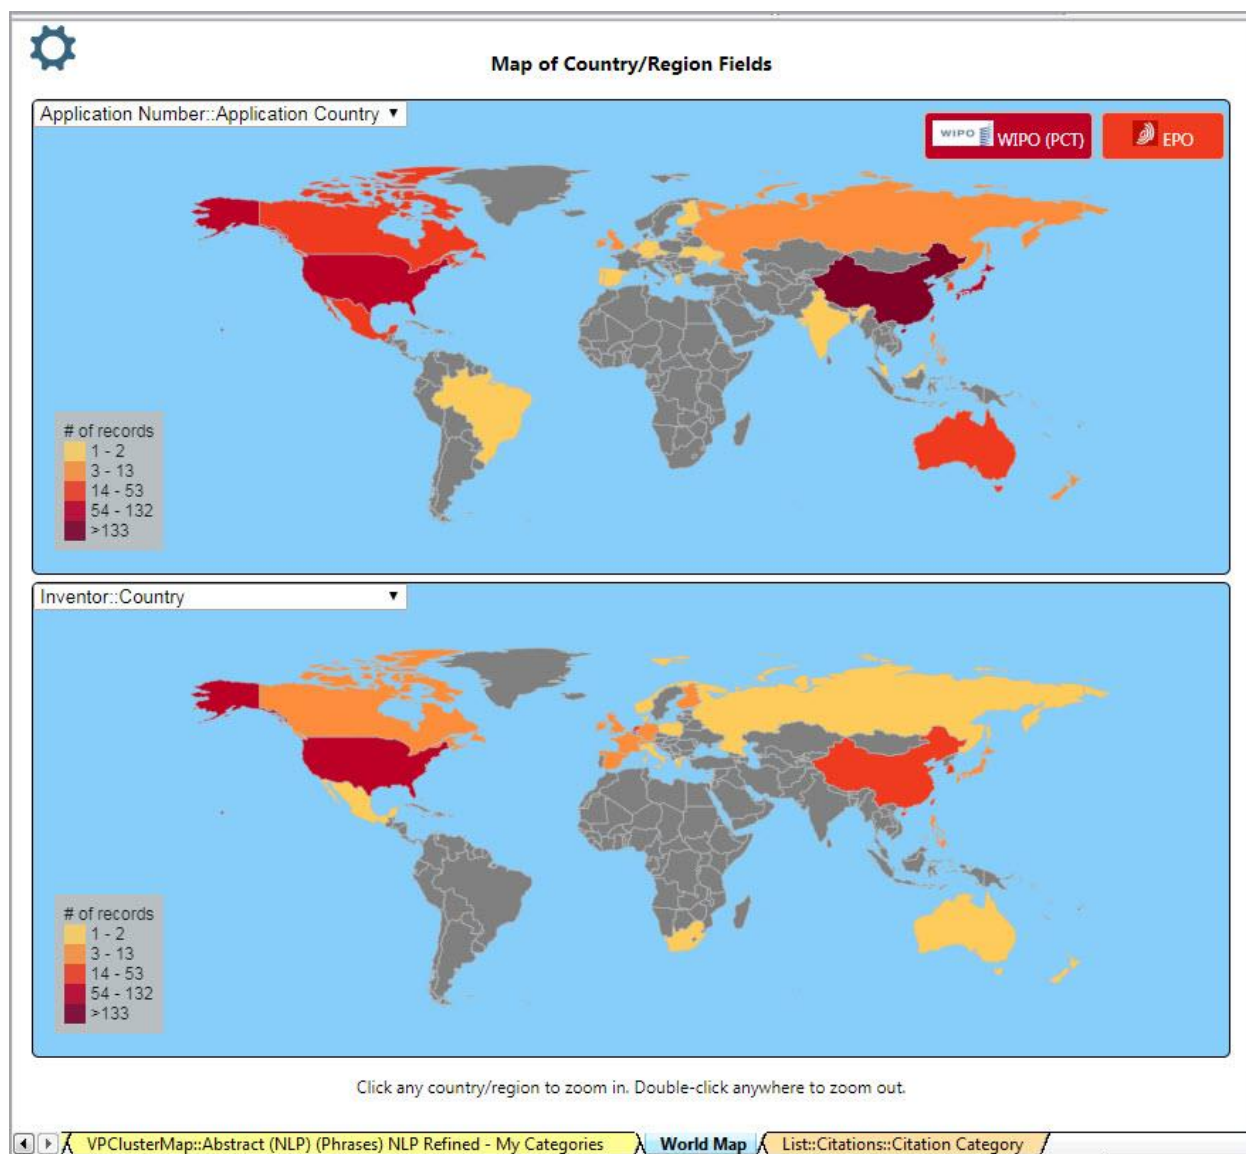 Map of Country/Region Fields
Application Number::Application Country
WIPO WIPO (PCT)
EPO
# of records
1 - 2
3 - 13
14 - 53
54 - 132
>133
Inventor::Country
# of records
1 - 2
3 - 13
14 - 53
54 - 132
>133
Click any country/region to zoom in. Double-click anywhere to zoom out.
VPClusterMap::Abstract (NLP) (Phrases) NLP Refined - My Categories
World Map
List::Citations::Citation Category